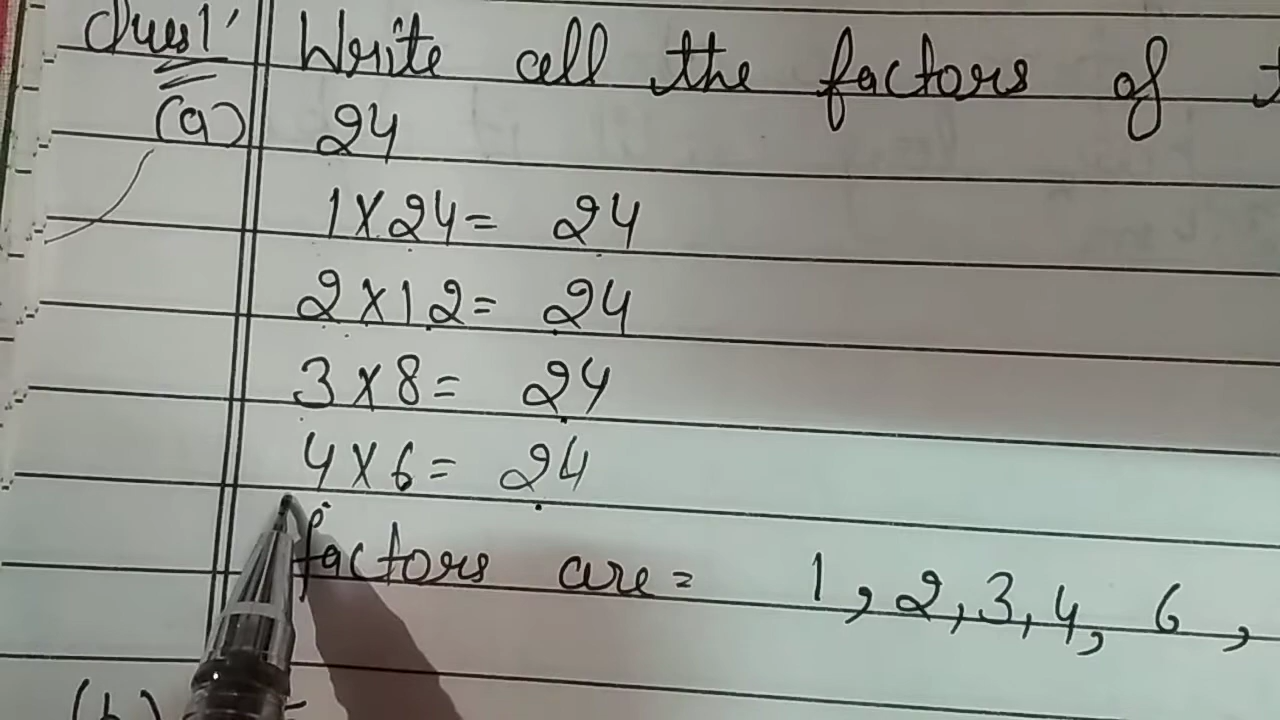 Ques1' Write all the factors of
(a) 24
1X24= 24
2X12= 24
3X8= 24
4X6= 24
factors are= 1,2,3,4,6,
(b)